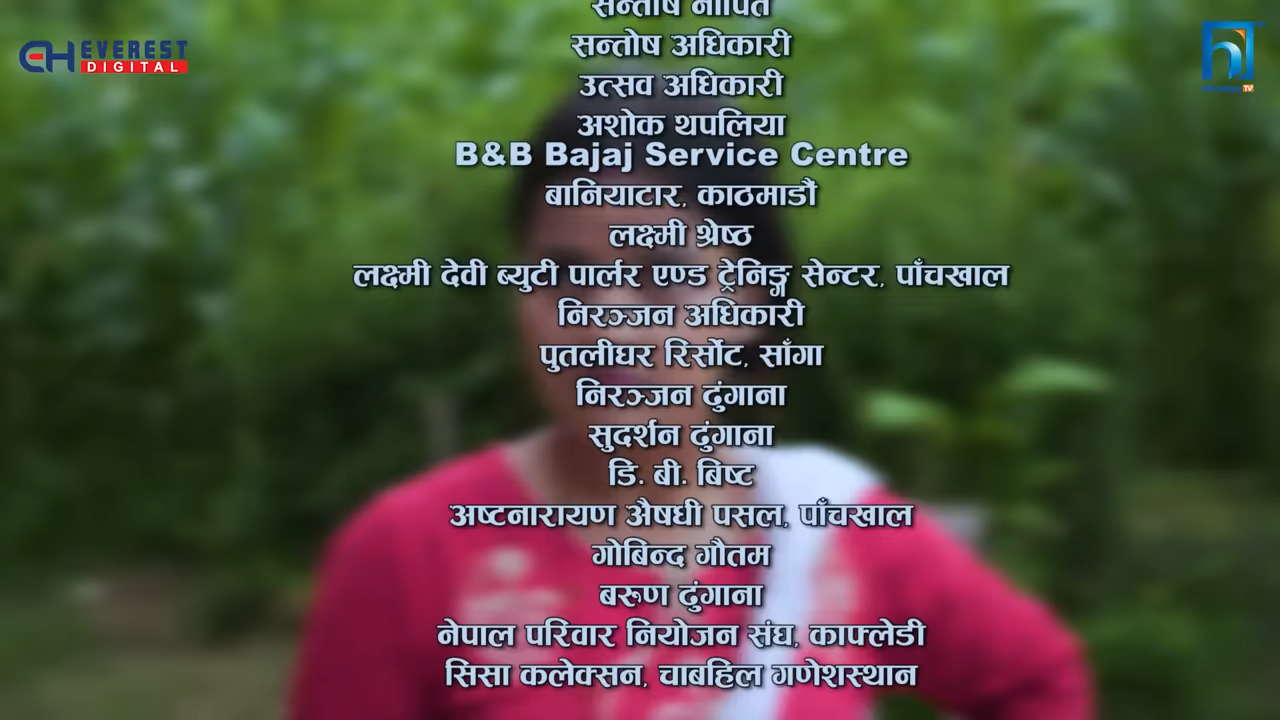 सन्तोष नापित
सन्तोष अधिकारी
EVEREST
DIGITAL
उत्सव अधिकारी
अशोक थपलिया
B&B Bajaj Service Centre
बानियाटार, काठमाडौं
लक्ष्मी श्रेष्ठ
लक्ष्मी देवी ब्युटी पार्लर एण्ड ट्रेनिङ्ग सेन्टर, पाँचखाल
निरञ्जन अधिकारी
पुतलीघर रिर्सोट, साँगा
निरञ्जन ढुंगाना
सुदर्शन ढुंगाना
डि. बी. बिष्ट
अष्टनारायण औषधी पसल, पाँचखाल
गोबिन्द गौतम
बरुण ढुंगाना
नेपाल परिवार नियोजन संघ, काफ्लेडी
सिसा कलेक्सन, चाबहिल गणेशस्थान